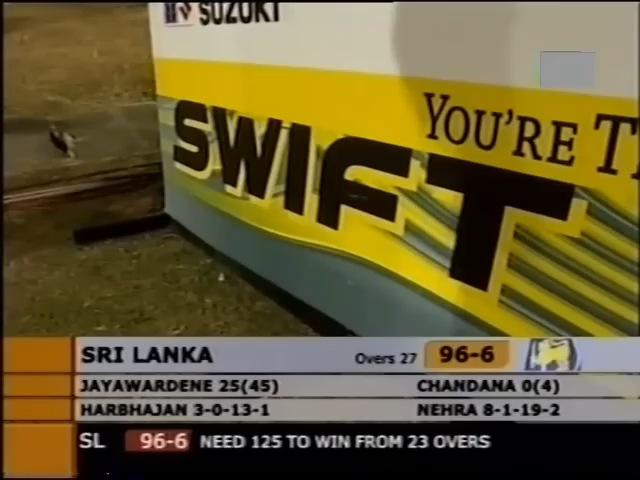 SUZUKI
YOU'RE T
SWIFT
SRI LANKA Overs 27 96-6
JAYAWARDENE 25(45) CHANDANA 0(4)
HARBHAJAN 3-0-13-1 NEHRA 8-1-19-2
SL 96-6 NEED 125 TO WIN FROM 23 OVERS